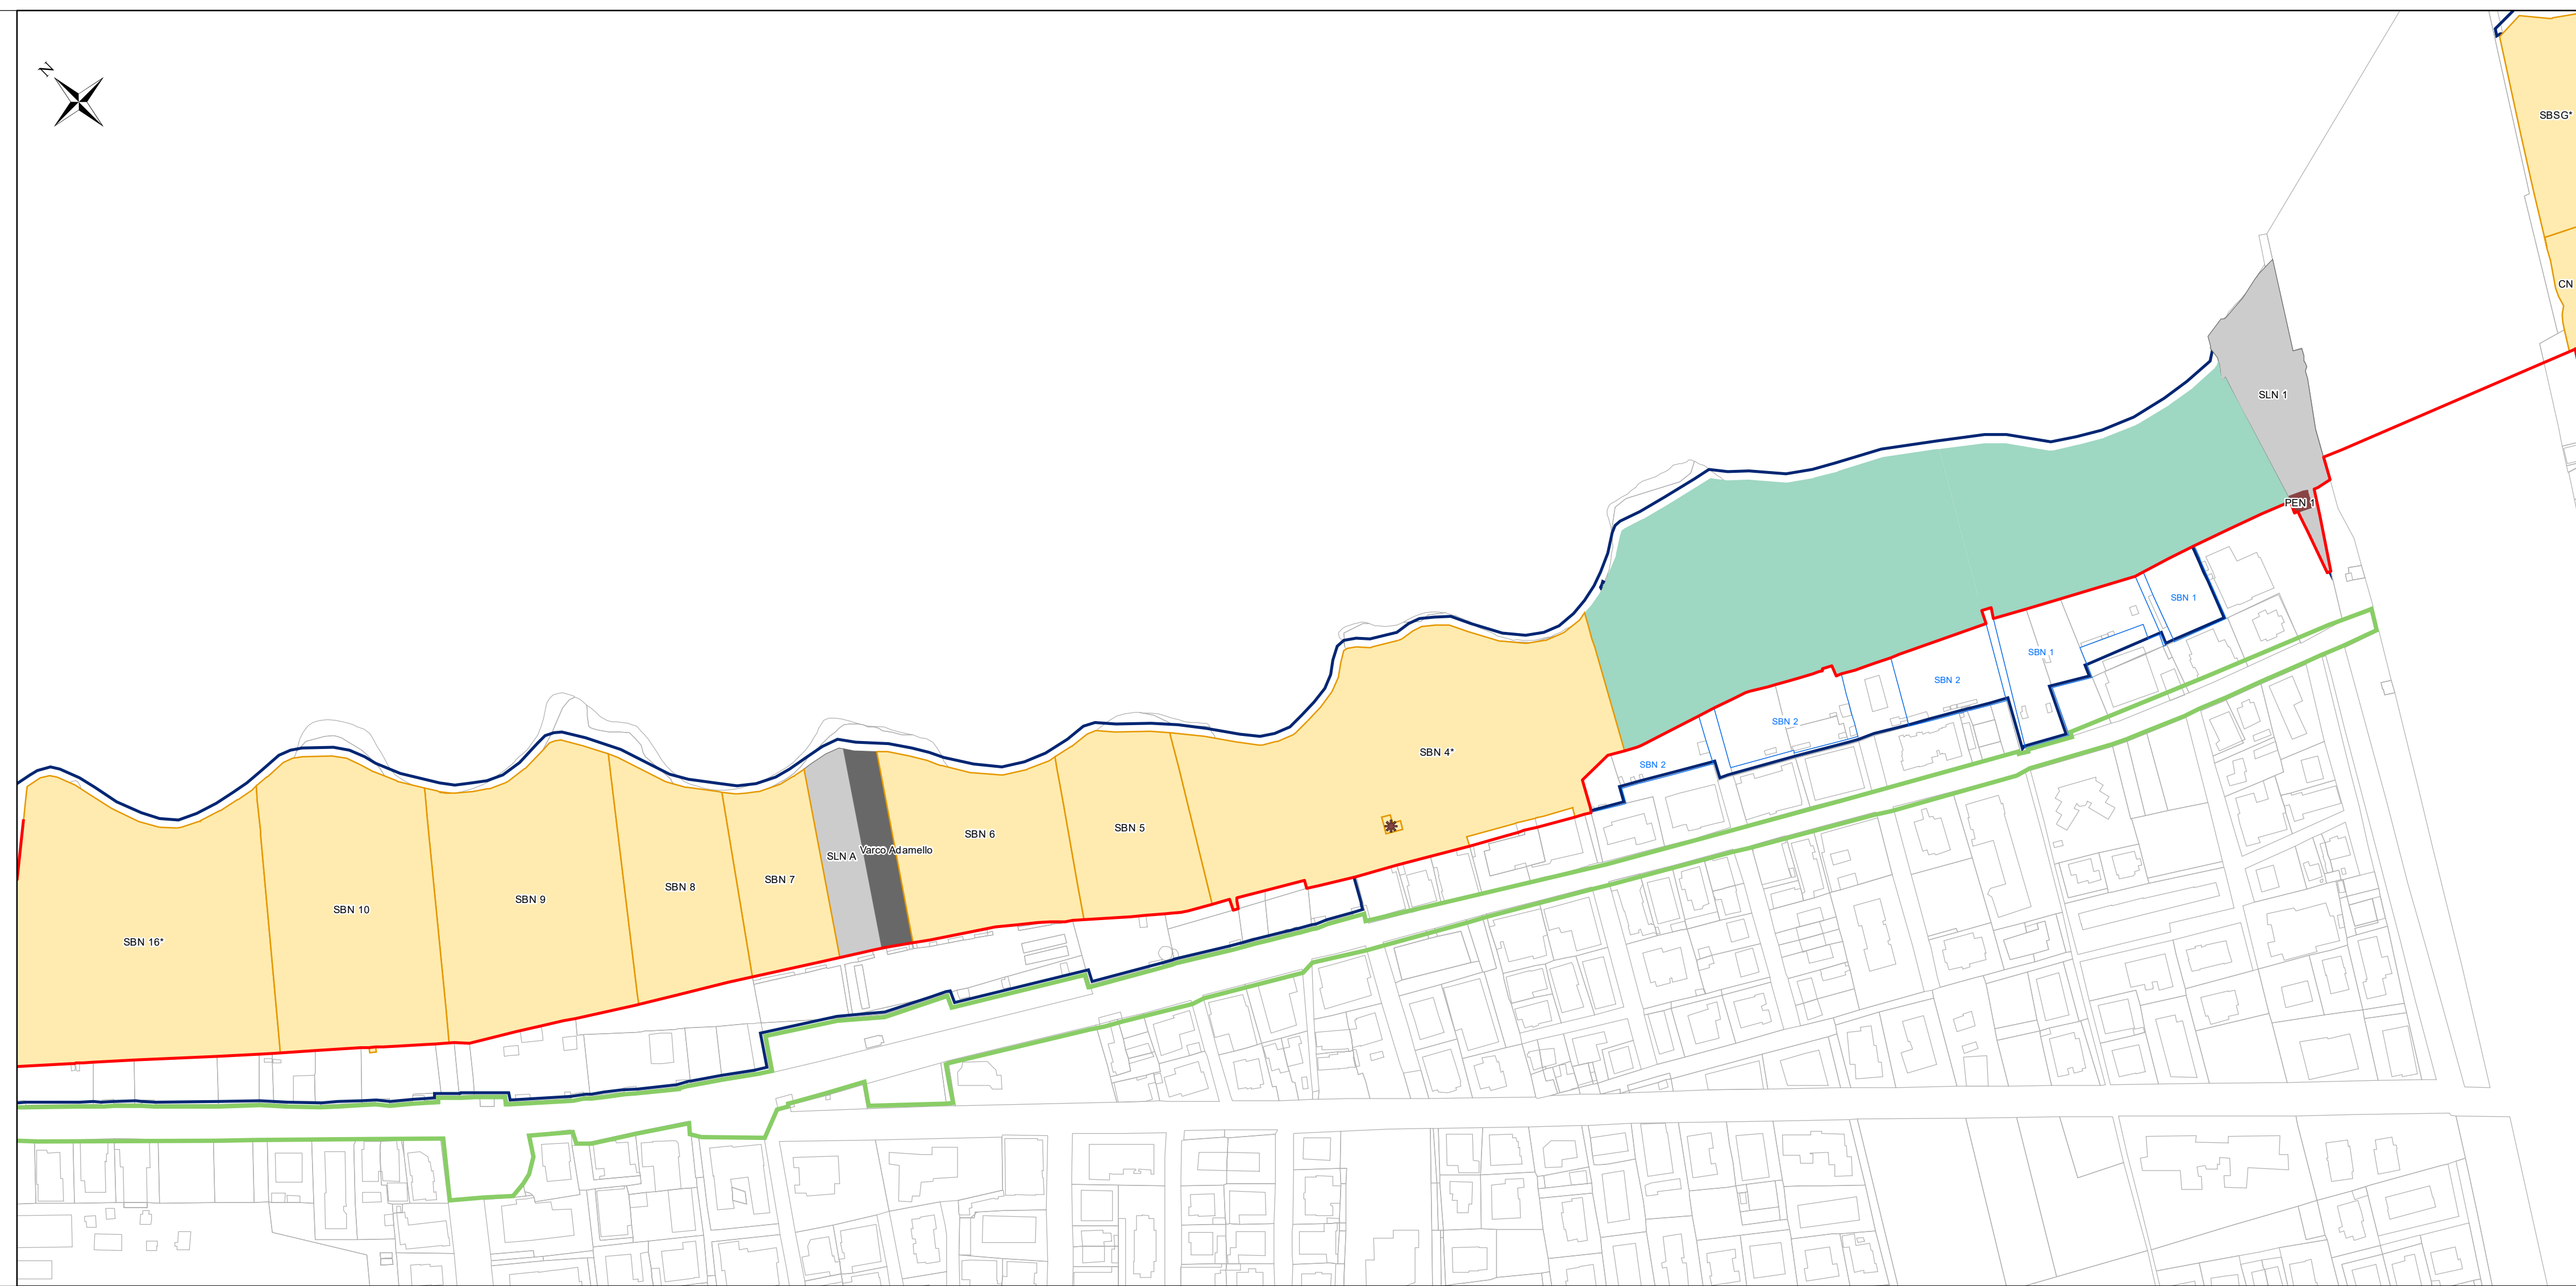 N
SBSG*
CN
SLN 1
PEN 1
SBN 1
SBN 1
SBN 2
SBN 2
SBN 2
SBN 4*
SBN 5
SBN 6
Varco Adamello
SLN A
SBN 7
SBN 8
SBN 9
SBN 10
SBN 16*